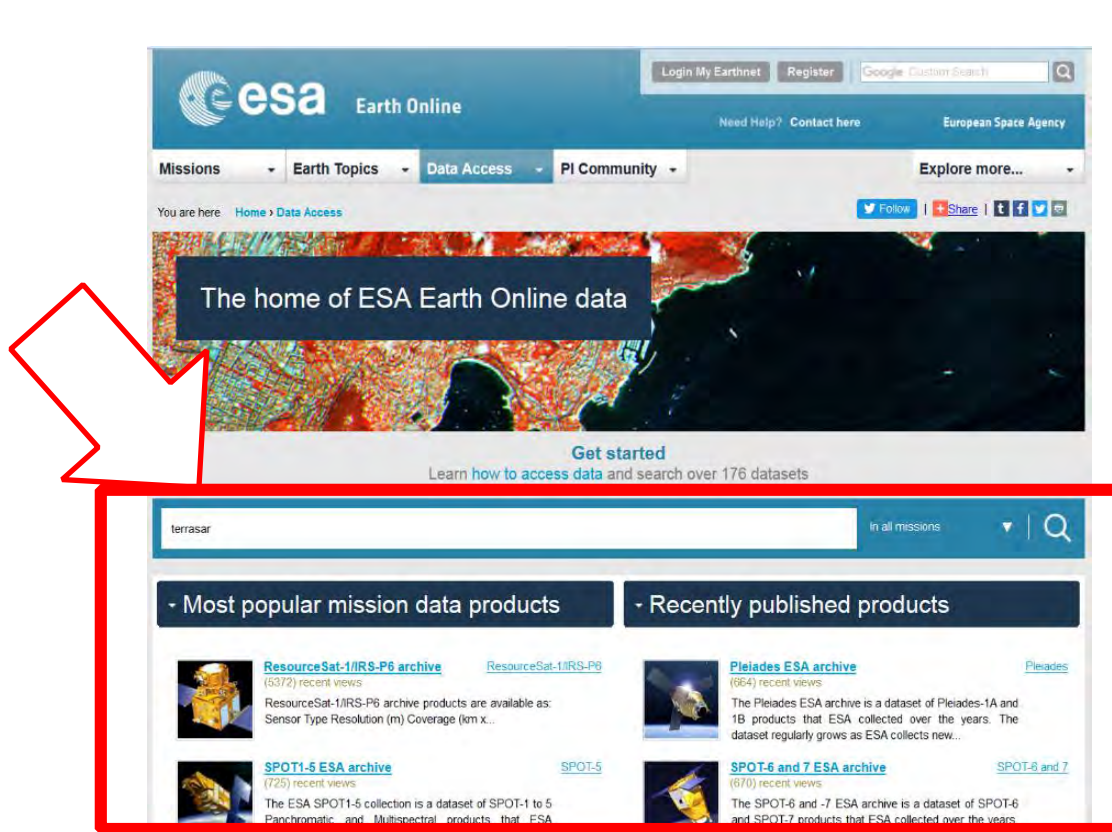 Login My Earthnet Register Google Custom Search
esa Earth Online
Need Help? Contact here European Space Agency
Missions Earth Topics Data Access PI Community Explore more...
You are here Home › Data Access Follow | Share | t f
The home of ESA Earth Online data
Get started
Learn how to access data and search over 176 datasets
terrasar In all missions
Most popular mission data products
ResourceSat-1/IRS-P6 archive ResourceSat-1/IRS-P6
(5372) recent views
ResourceSat-1/IRS-P6 archive products are available as:
Sensor Type Resolution (m) Coverage (km x...
SPOT1-5 ESA archive SPOT-5
(725) recent views
The ESA SPOT1-5 collection is a dataset of SPOT-1 to 5
Panchromatic and Multispectral products that ESA
Recently published products
Pleiades ESA archive Pleiades
(664) recent views
The Pleiades ESA archive is a dataset of Pleiades-1A and
1B products that ESA collected over the years. The
dataset regularly grows as ESA collects new...
SPOT-6 and 7 ESA archive SPOT-6 and 7
(670) recent views
The SPOT-6 and -7 ESA archive is a dataset of SPOT-6
and SPOT-7 products that ESA collected over the years.